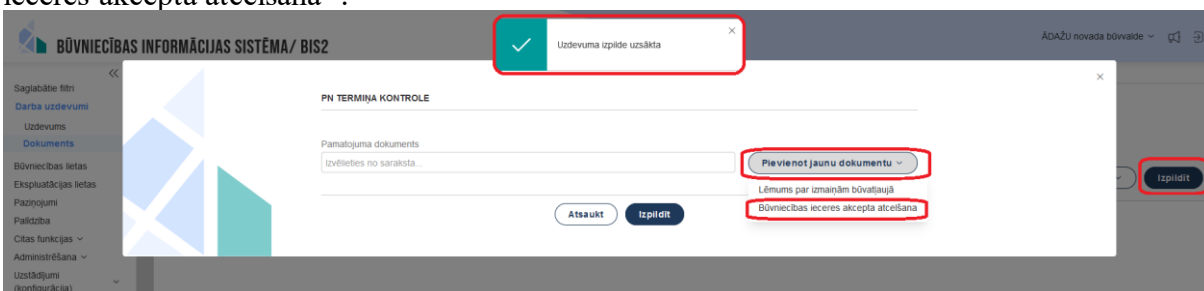 ieceres akcepta atcelšana".
BŪVNIECĪBAS INFORMĀCIJAS SISTĒMA/ BIS2
Uzdevuma izpilde uzsākta
ĀDAŽU novada būvvalde
Saglabātie filtri
Darba uzdevumi
Uzdevums
Dokuments
Būvniecības lietas
Ekspluatācijas lietas
Paziņojumi
Palīdzība
Citas funkcijas
Administrēšana
Uzstādījumi
(konfigurācija)
PN TERMIŅA KONTROLE
Pamatojuma dokuments
Izvēlieties no saraksta...
Pievienot jaunu dokumentu
Lēmums par izmaiņām būvatļaujā
Būvniecības ieceres akcepta atcelšana
Atsaukt
Izpildīt
Izpildīt